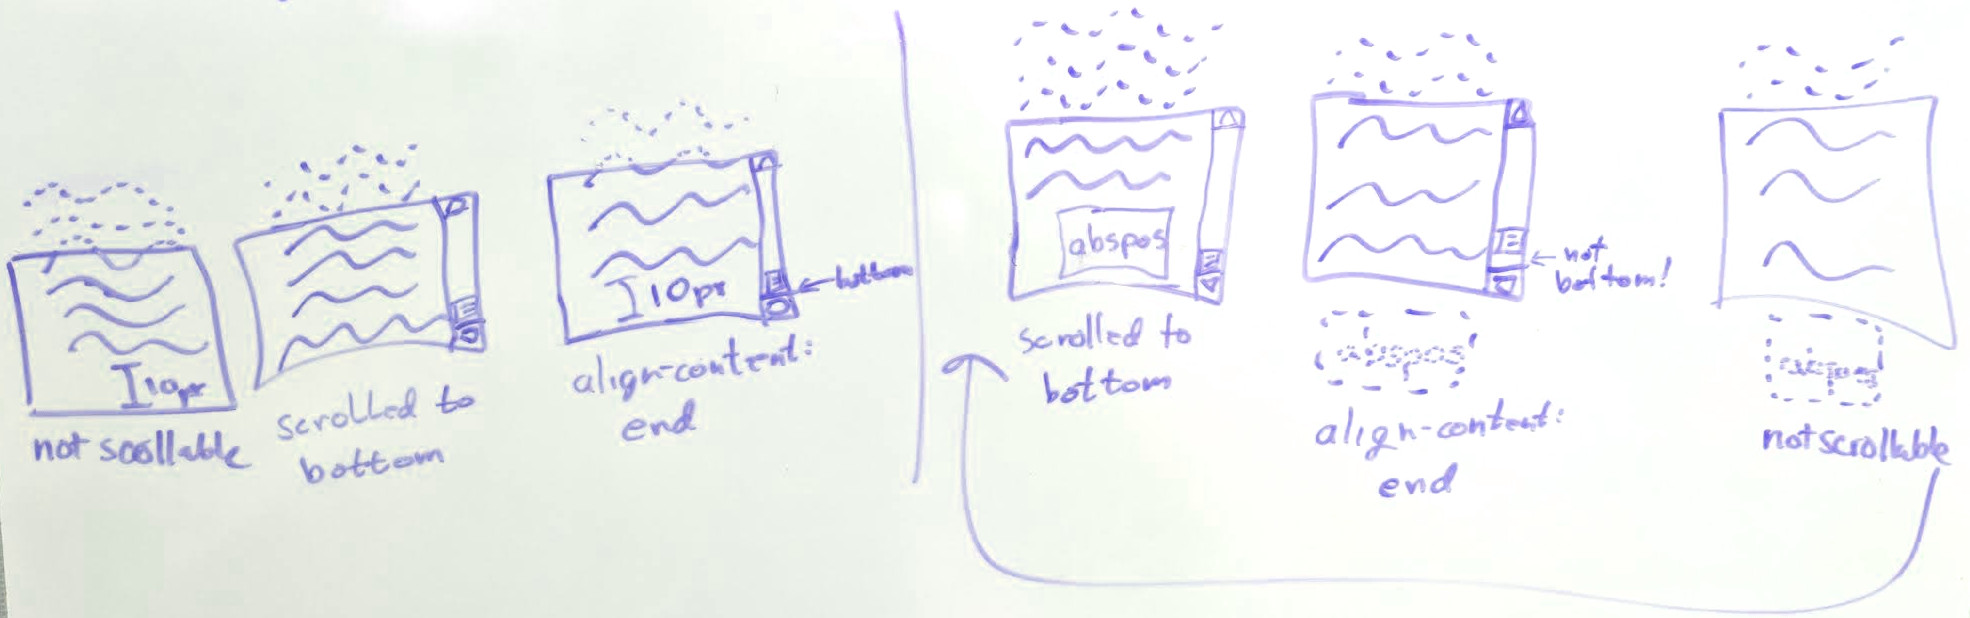 I 10px
not scrollable
scrolled to
bottom
I 10px
← bottom
align-content:
end
abspos
scrolled to
bottom
← not
bottom!
abspos
align-content:
end
abspos
not scrollable